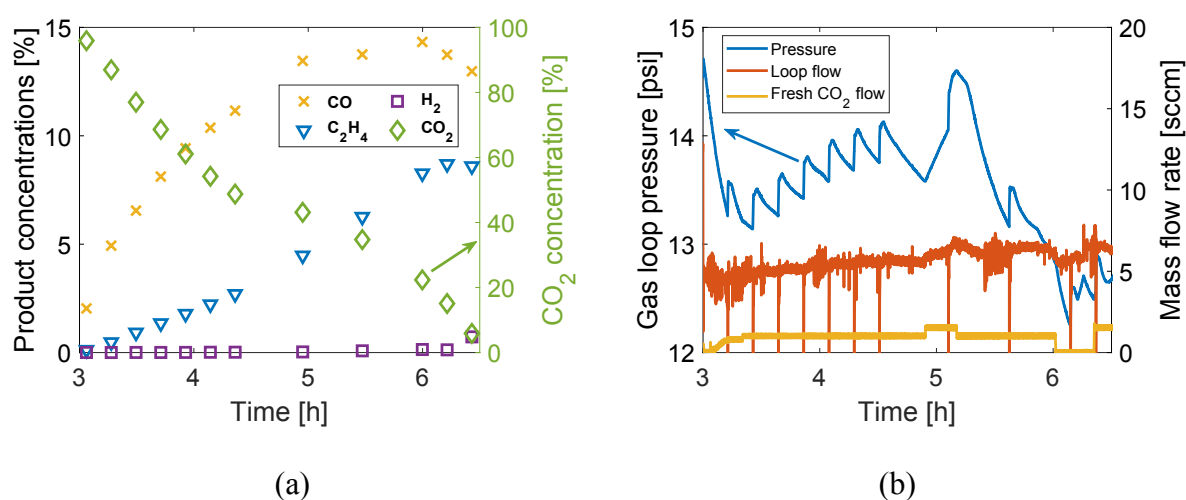 15
10
5
0
Product concentrations [%]
100
80
60
40
20
0
CO₂ concentration [%]
CO
H₂
C₂H₄
CO₂
3
4
5
6
Time [h]
(a)
15
14
13
12
Gas loop pressure [psi]
20
15
10
5
0
Mass flow rate [sccm]
Pressure
Loop flow
Fresh CO₂ flow
3
4
5
6
Time [h]
(b)